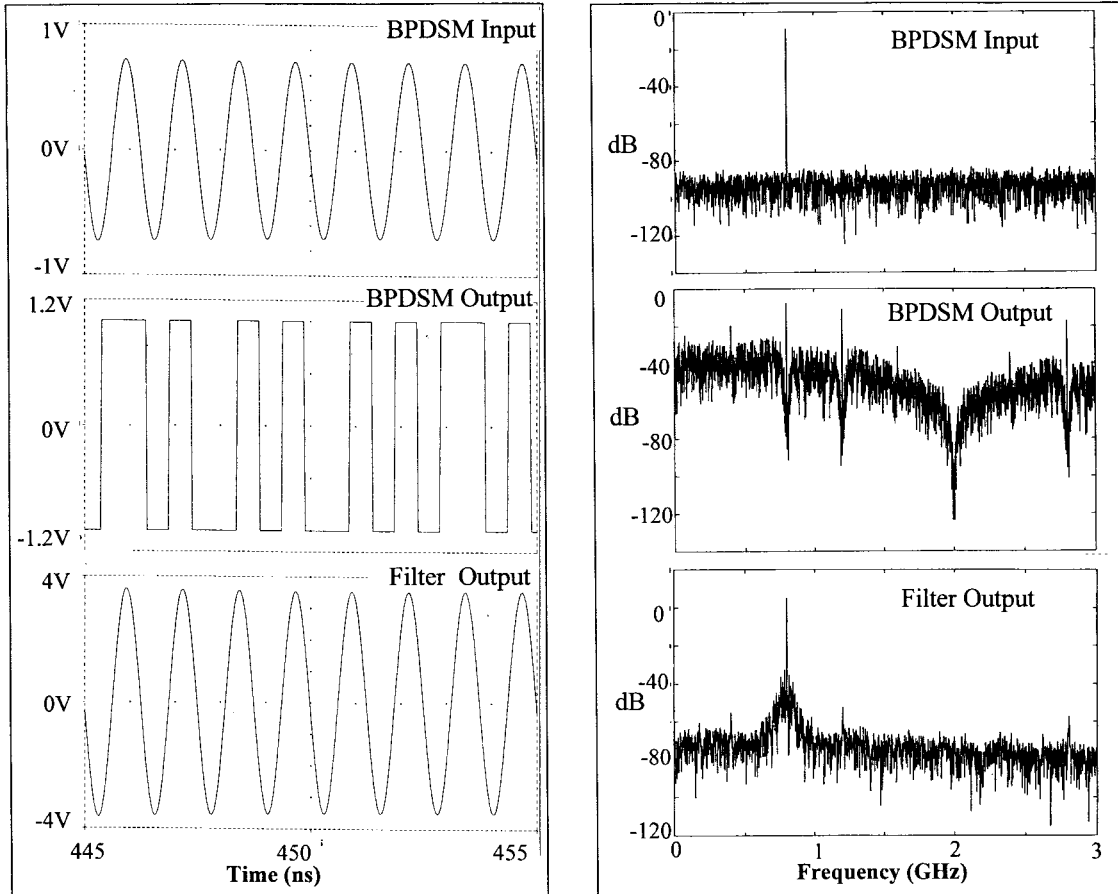 1V
BPDSM Input
0V
-1V
1.2V
BPDSM Output
0V
-1.2V
4V
Filter Output
0V
-4V
445
450
455
Time (ns)
0
BPDSM Input
-40
dB
-80
-120
0
BPDSM Output
-40
dB
-80
-120
0
Filter Output
-40
dB
-80
-120
0
1
2
3
Frequency (GHz)